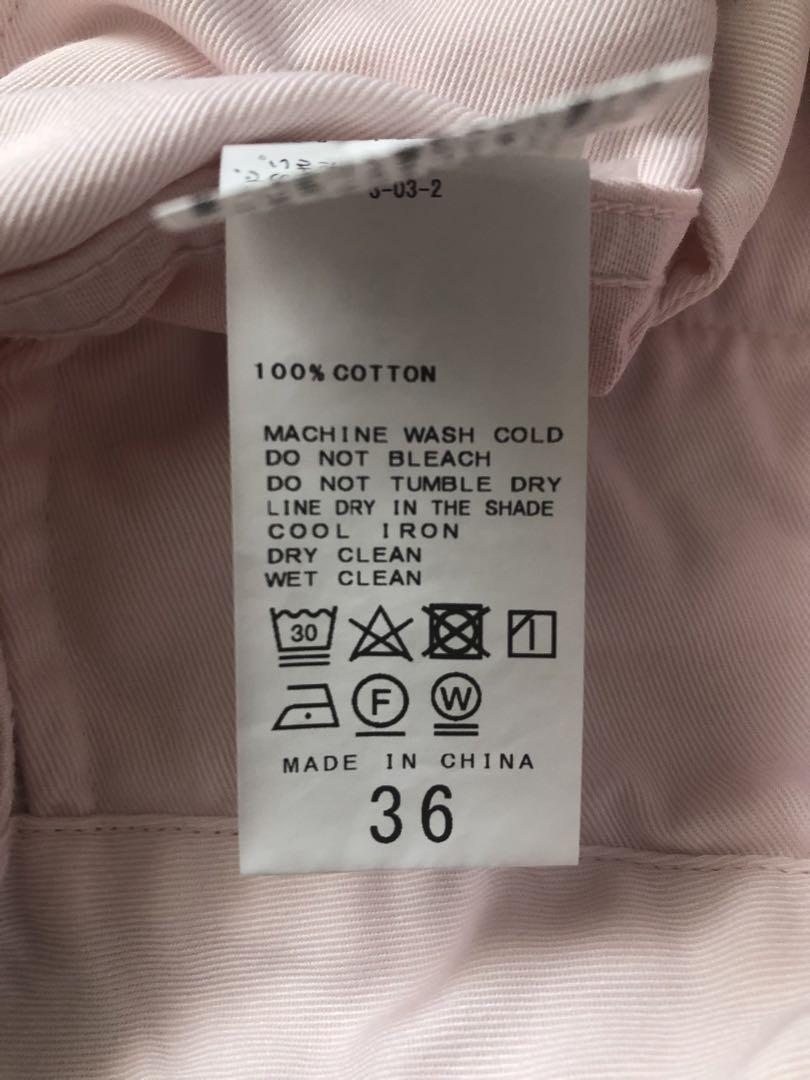 3-03-2
100% COTTON
MACHINE WASH COLD
DO NOT BLEACH
DO NOT TUMBLE DRY
LINE DRY IN THE SHADE
COOL IRON
DRY CLEAN
WET CLEAN
30
F W
MADE IN CHINA
36